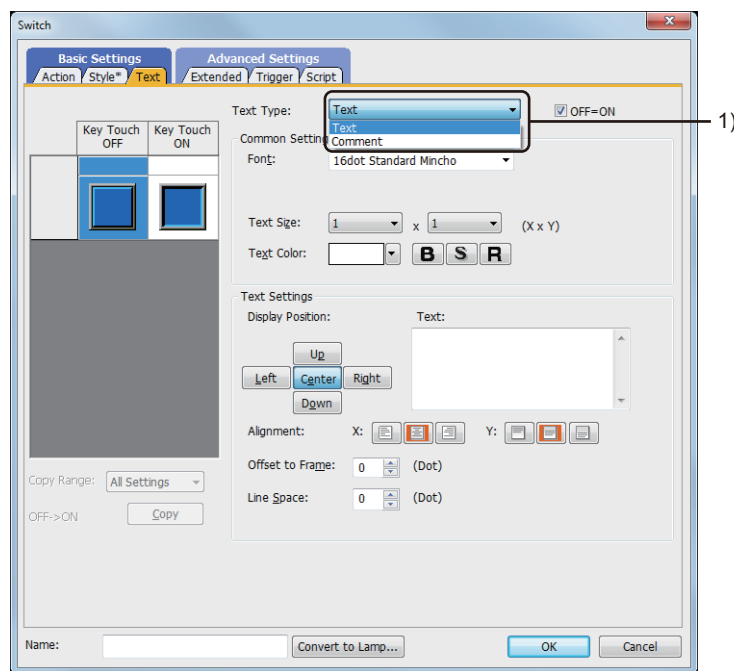 Switch
Basic Settings Advanced Settings
Action Style* Text Extended Trigger Script
Text Type: Text OFF=ON
Text
Comment
1)
Key Touch OFF Key Touch ON
Common Setting
Font: 16dot Standard Mincho
Text Size: 1 x 1 (X x Y)
Text Color: B S R
Text Settings
Display Position: Text:
Up
Left Center Right
Down
Alignment: X: Y:
Offset to Frame: 0 (Dot)
Line Space: 0 (Dot)
Copy Range: All Settings
OFF->ON Copy
Name: Convert to Lamp... OK Cancel